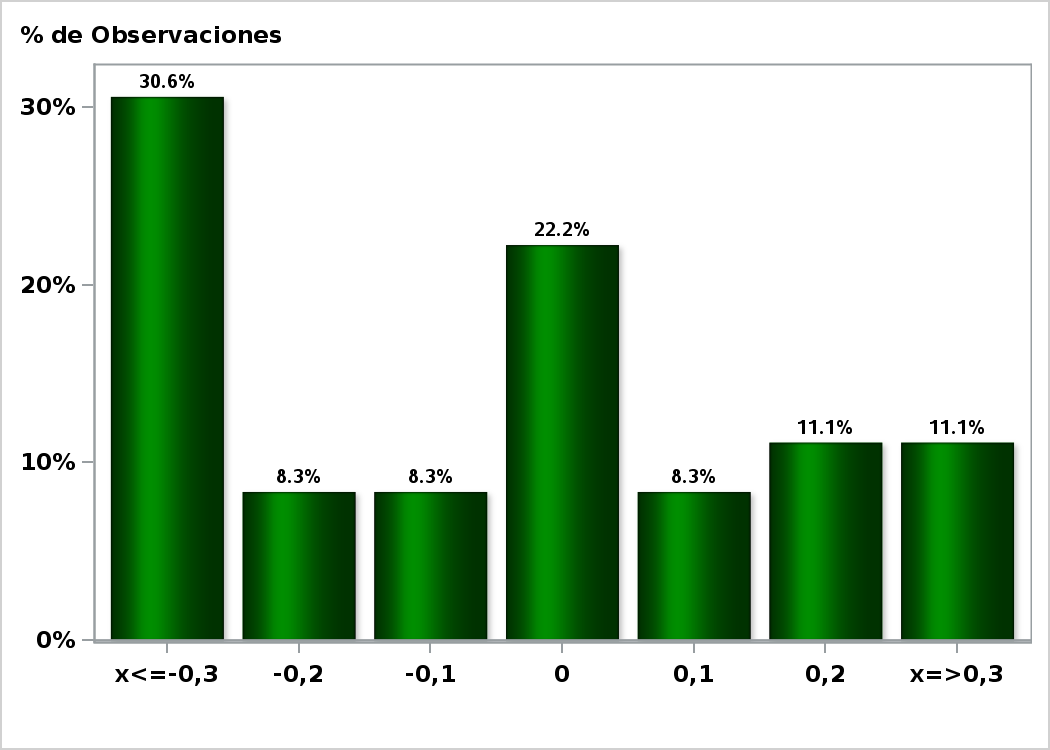 % de Observaciones
30.6%
30%
22.2%
20%
11.1% 11.1%
10%
8.3% 8.3% 8.3%
0%
x<=-0,3 -0,2 -0,1 0 0,1 0,2 x=>0,3